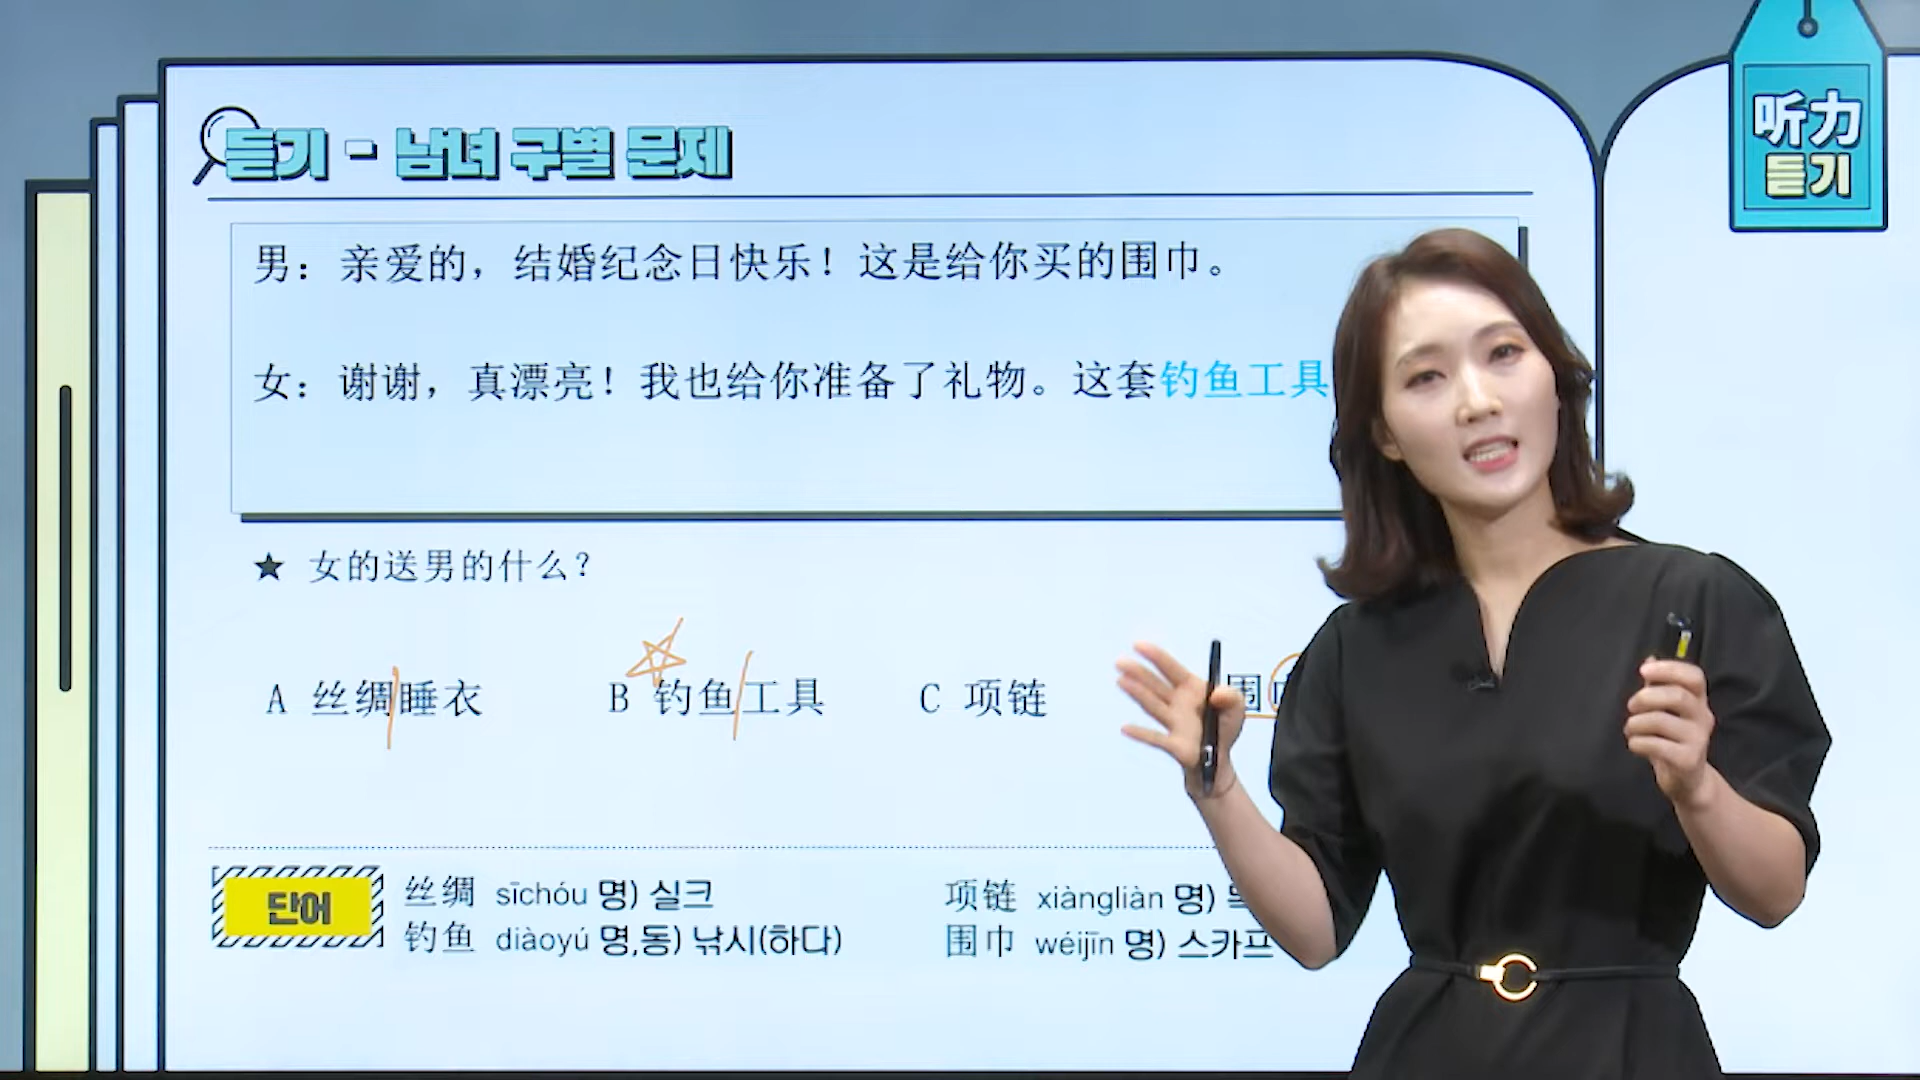 听力
듣기
듣기 - 남녀 구별 문제
男：亲爱的，结婚纪念日快乐！这是给你买的围巾。
女：谢谢，真漂亮！我也给你准备了礼物。这套钓鱼工具
★ 女的送男的什么？
A 丝绸睡衣 B 钓鱼工具 C 项链 围巾
단어
丝绸 sīchóu 명) 실크 项链 xiàngliàn 명)
钓鱼 diàoyú 명,동) 낚시(하다) 围巾 wéijīn 명) 스카프